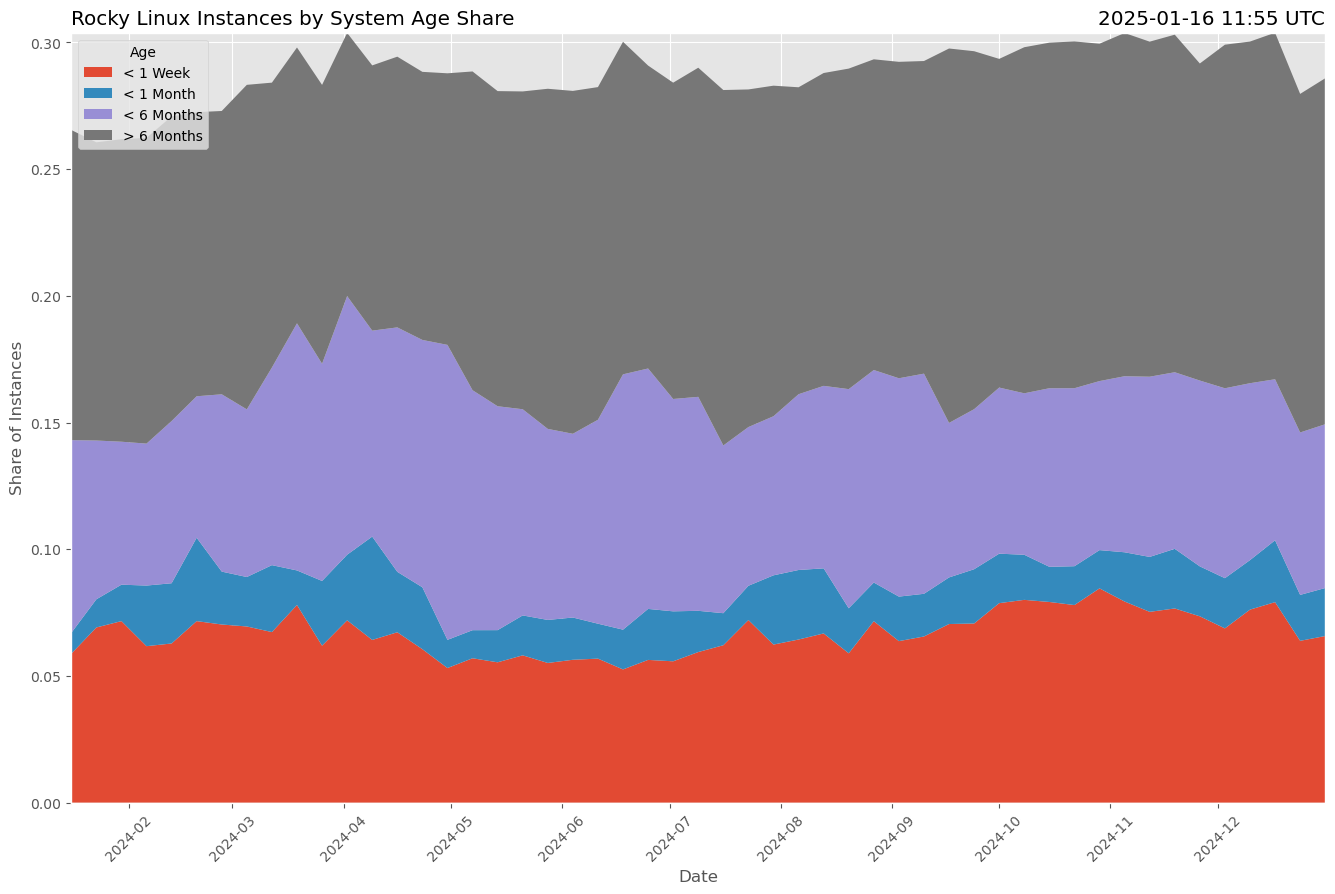 Rocky Linux Instances by System Age Share
2025-01-16 11:55 UTC
Age
< 1 Week
< 1 Month
< 6 Months
> 6 Months
0.30
0.25
0.20
0.15
0.10
0.05
0.00
Share of Instances
2024-02
2024-03
2024-04
2024-05
2024-06
2024-07
2024-08
2024-09
2024-10
2024-11
2024-12
Date